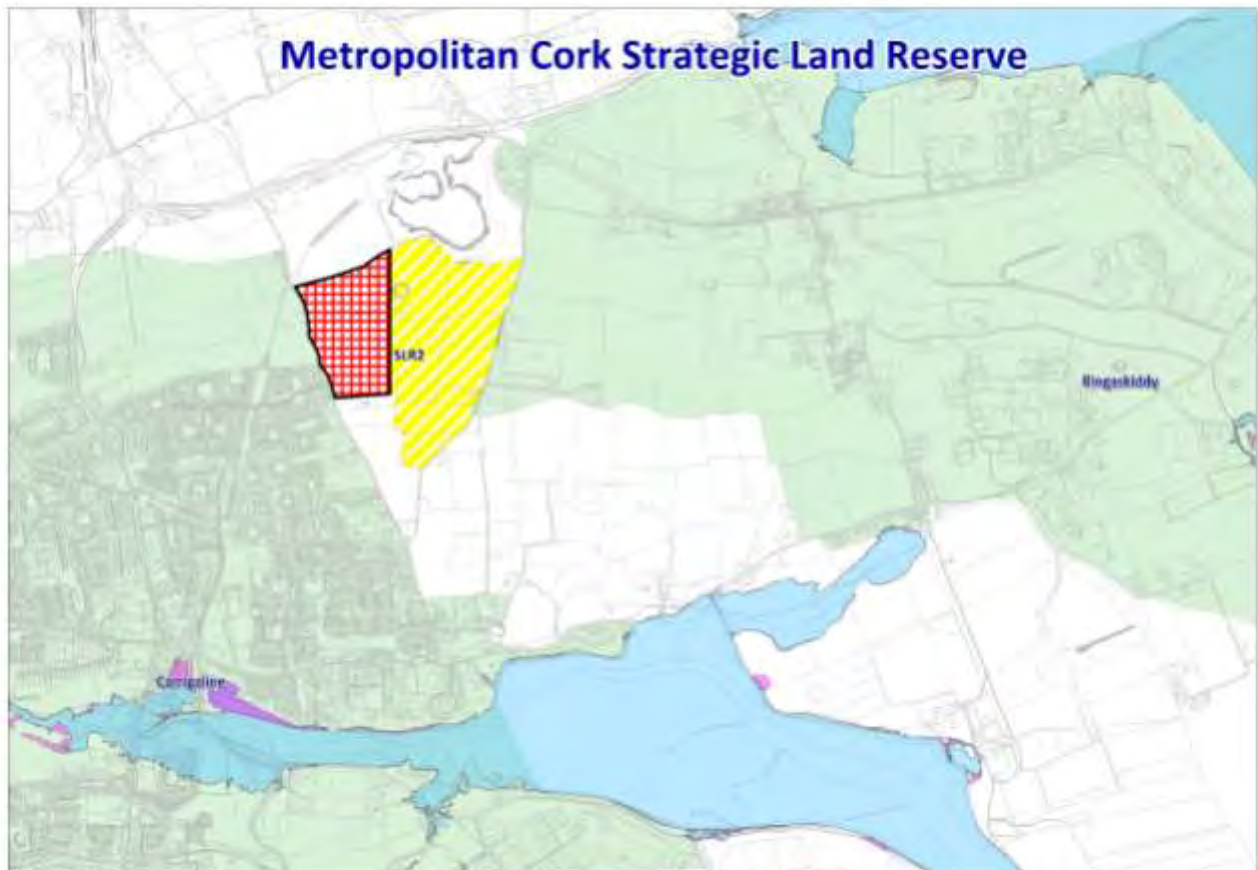 Metropolitan Cork Strategic Land Reserve
SLR2
Ringaskiddy
Carrigaline